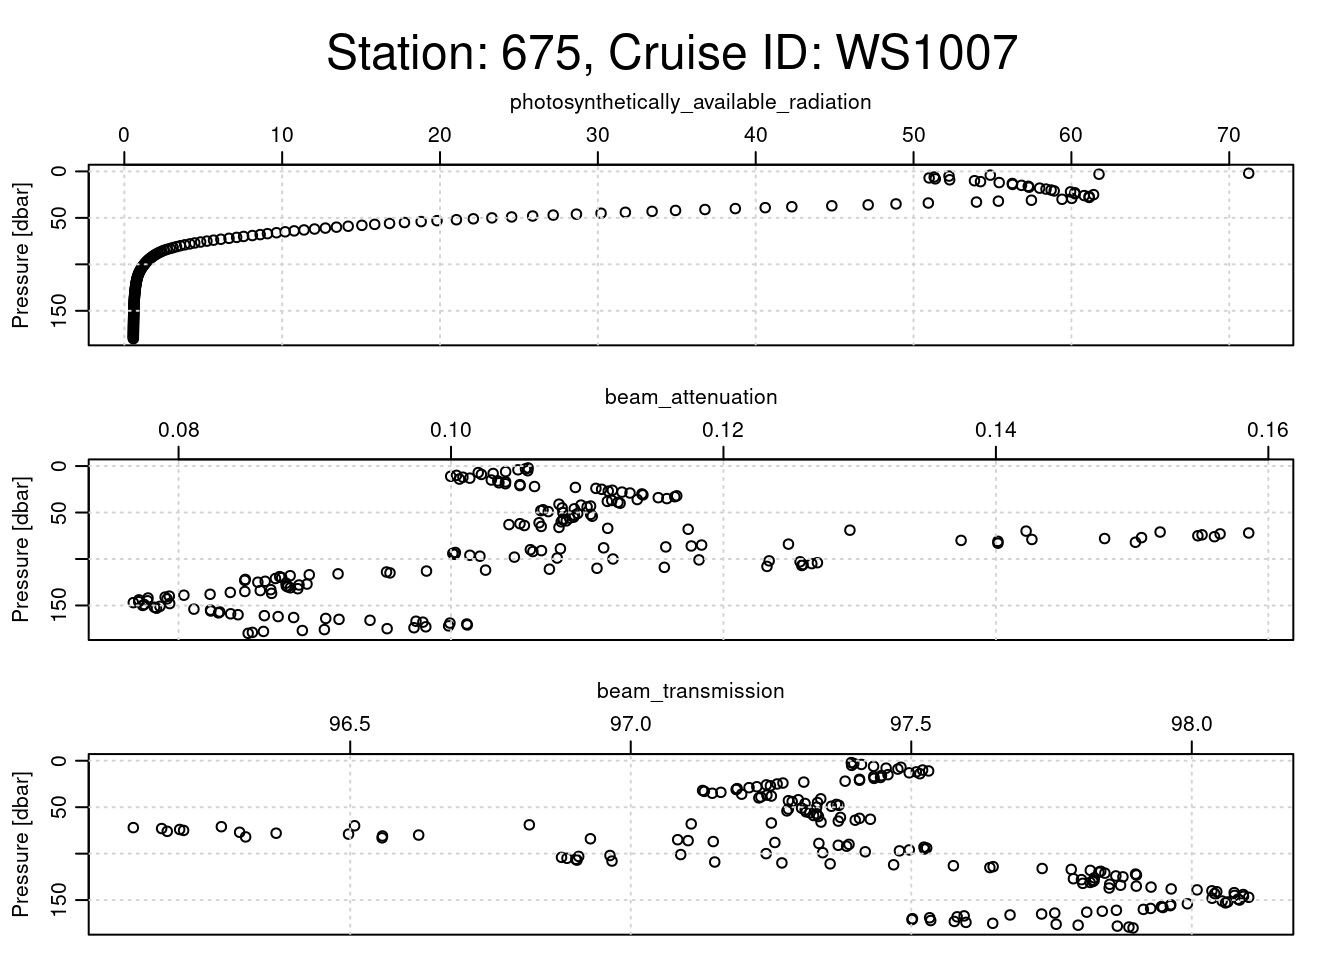 Station: 675, Cruise ID: WS1007
photosynthetically_available_radiation
0 10 20 30 40 50 60 70
Pressure [dbar]
0
50
150
beam_attenuation
0.08 0.10 0.12 0.14 0.16
Pressure [dbar]
0
50
150
beam_transmission
96.5 97.0 97.5 98.0
Pressure [dbar]
0
50
150